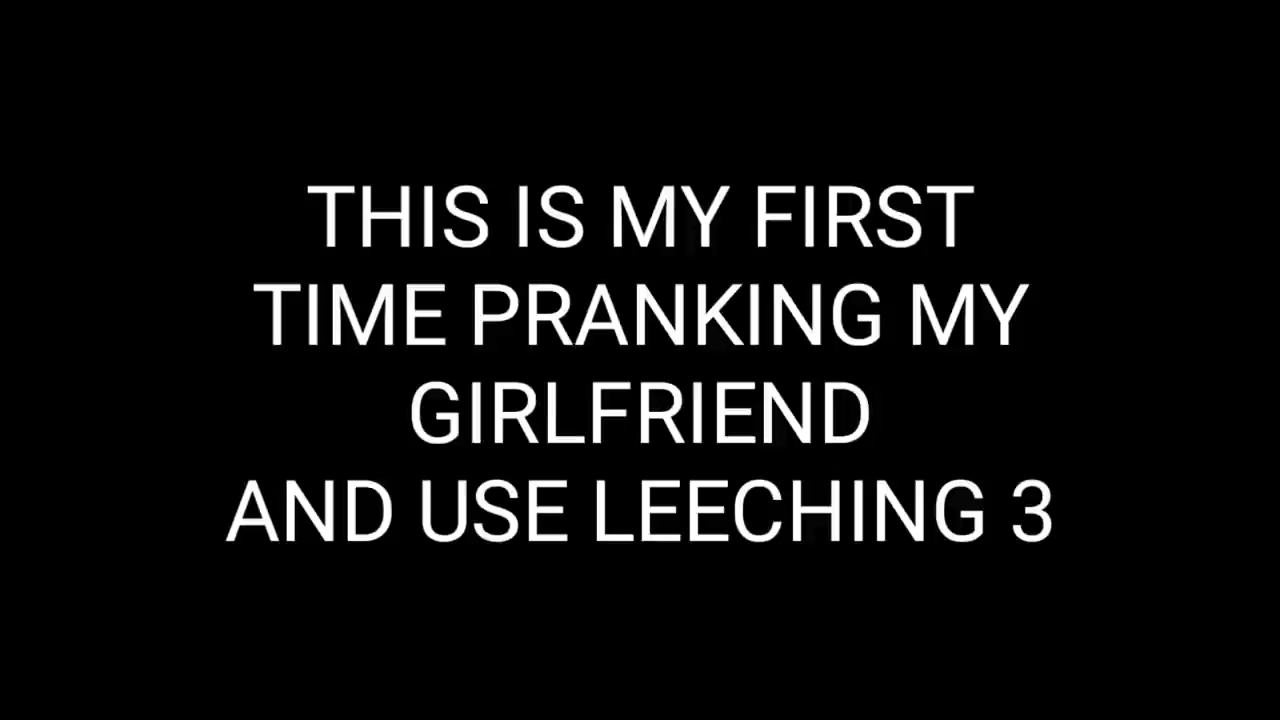 THIS IS MY FIRST
TIME PRANKING MY
GIRLFRIEND
AND USE LEECHING 3